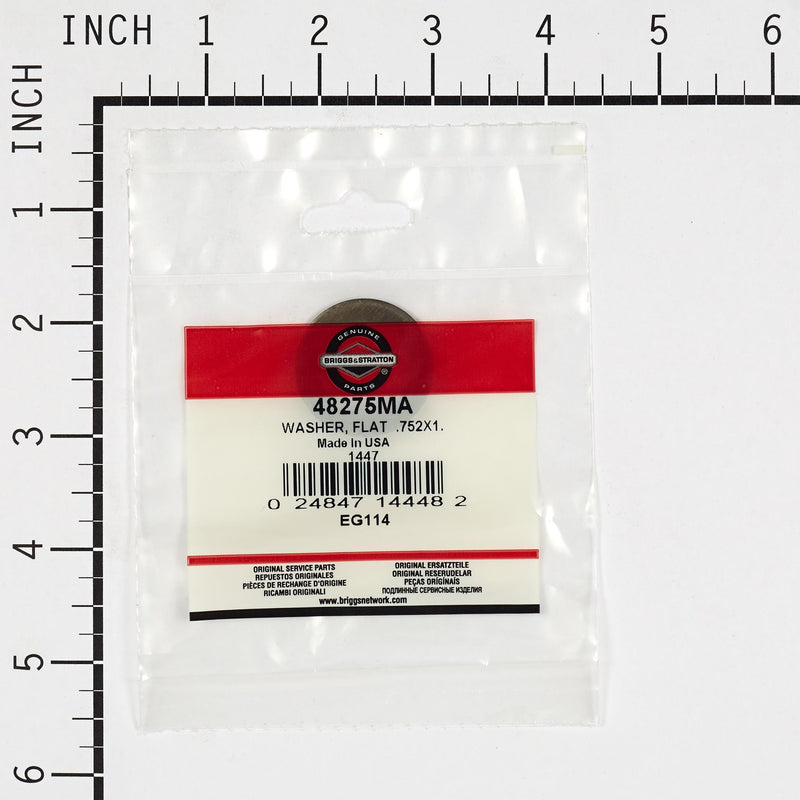 INCH 1 2 3 4 5 6
INCH
1
2
3
4
5
6
GENUINE
BRIGGS&STRATTON
®
PARTS
48275MA
WASHER, FLAT .752X1.
Made In USA
1447
0 24847 14448 2
EG114
ORIGINAL SERVICE PARTS
REPUESTOS ORIGINALES
PIÈCES DE RECHANGE D'ORIGINE
RICAMBI ORIGINALI
ORIGINAL ERSATZTEILE
ORIGINAL RESERUDELAR
PEÇAS ORÍGINAIS
ПОДЛИННЫЕ СЕРВИСНЫЕ ИЗДЕЛИЯ
www.briggsnetwork.com